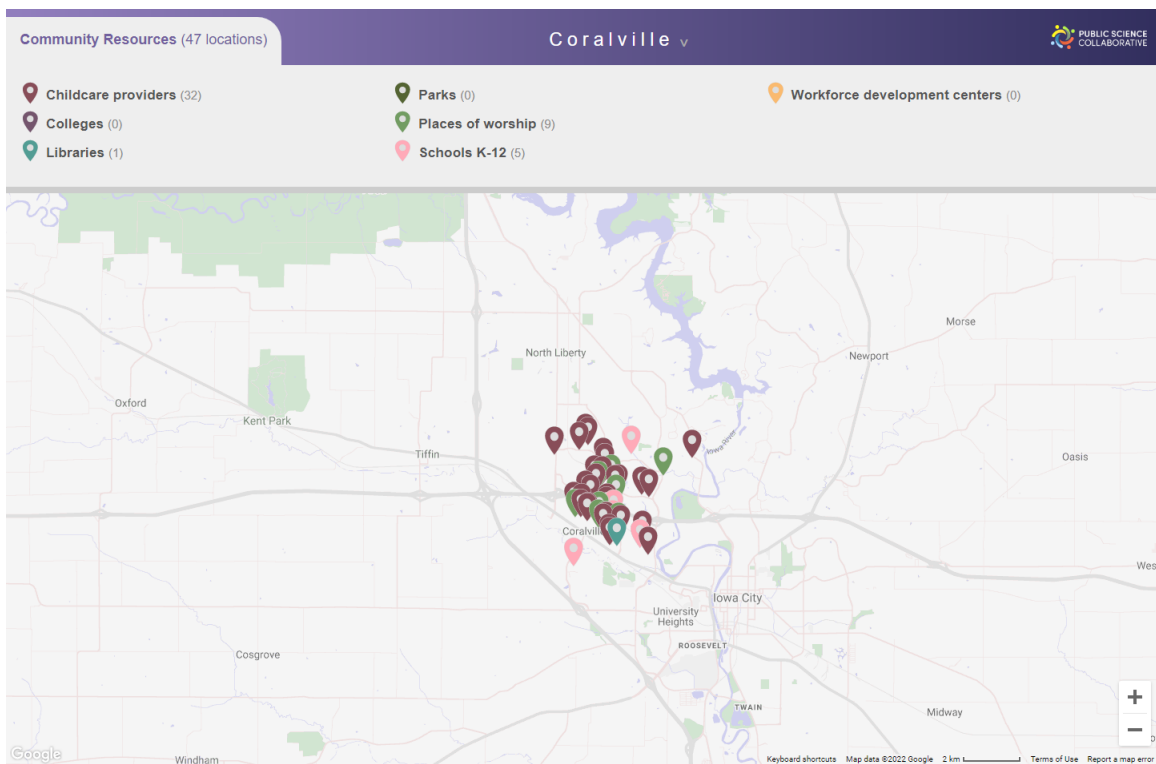 Community Resources (47 locations)
Coralville v
PUBLIC SCIENCE
COLLABORATIVE
Childcare providers (32)
Colleges (0)
Libraries (1)
Parks (0)
Places of worship (9)
Schools K-12 (5)
Workforce development centers (0)
Morse
North Liberty
Newport
Oxford
Kent Park
Iowa River
Tiffin
Oasis
Coralvill
Wes
Iowa City
University
Heights
ROOSEVELT
Cosgrove
TWAIN
Midway
Windham
Google
Keyboard shortcuts Map data ©2022 Google 2 km Terms of Use Report a map error